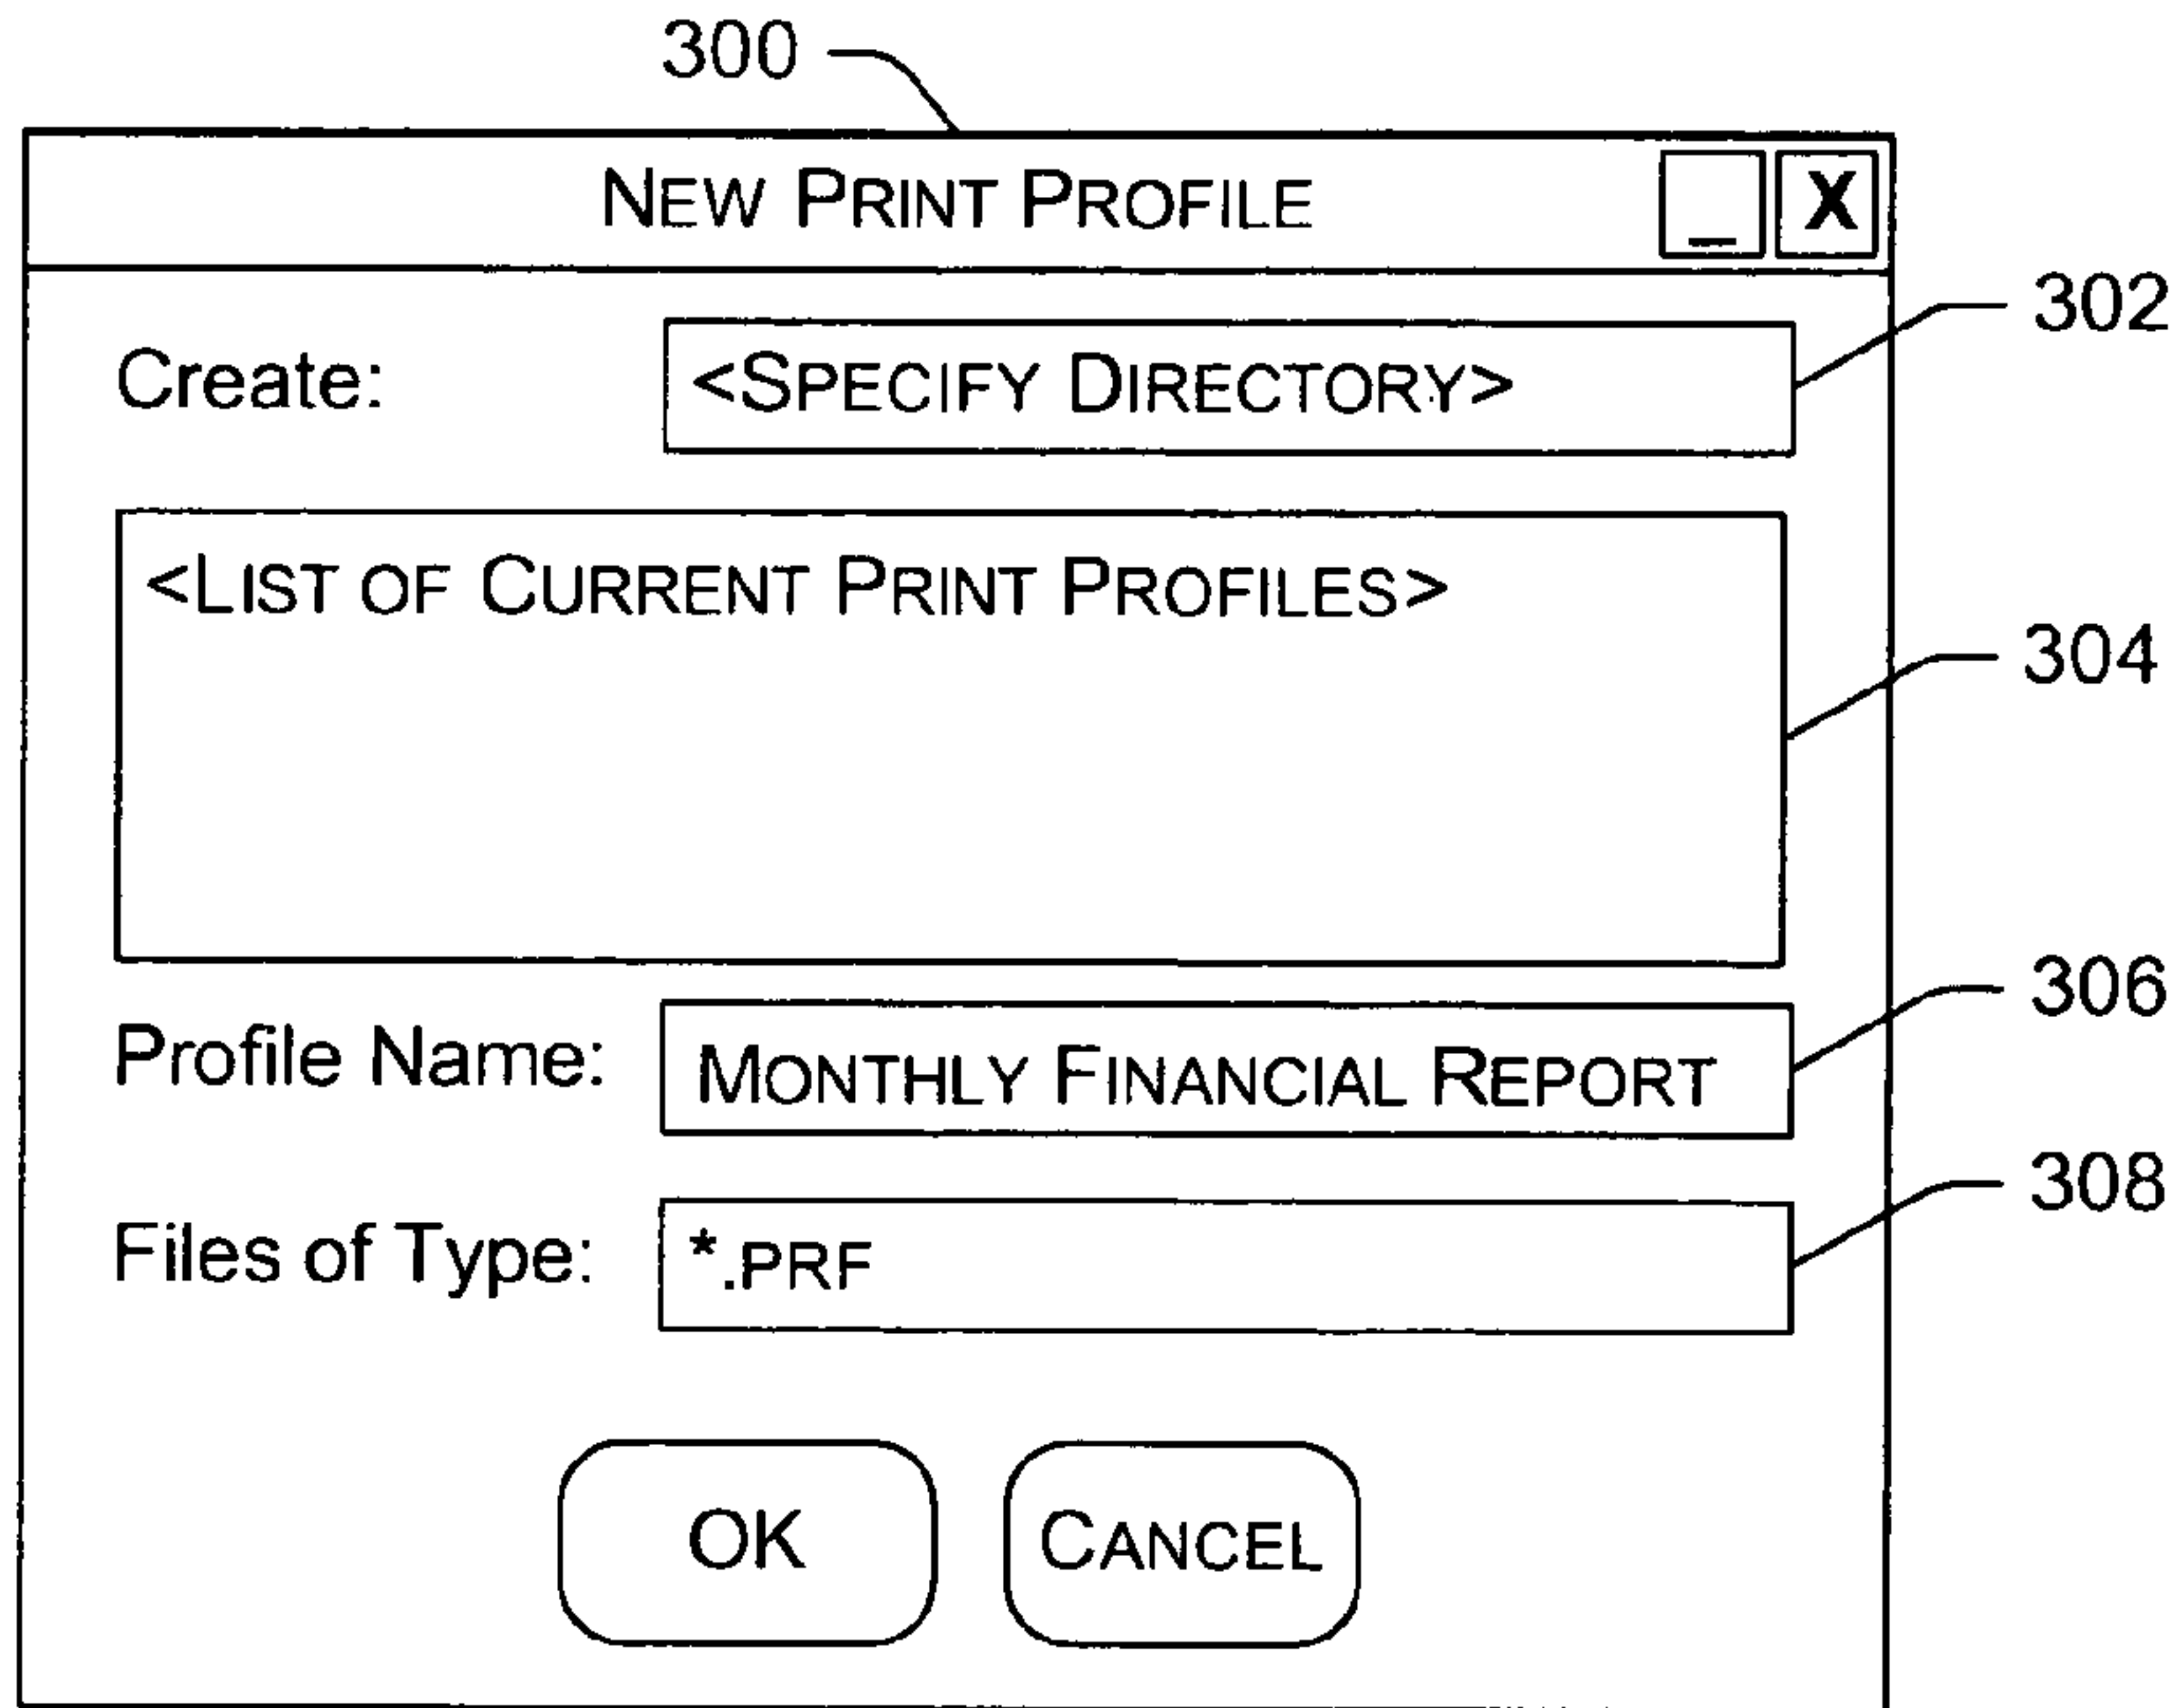 300
NEW PRINT PROFILE _ X
302
Create: <SPECIFY DIRECTORY>
<LIST OF CURRENT PRINT PROFILES>
304
306
Profile Name: MONTHLY FINANCIAL REPORT
308
Files of Type: *.PRF
OK CANCEL